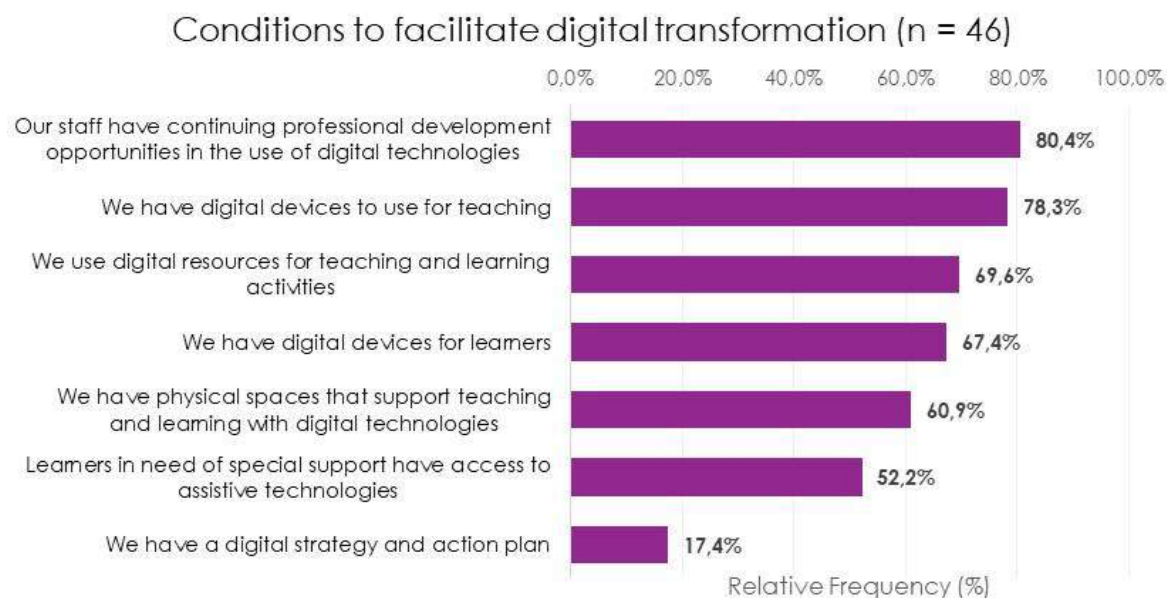 Conditions to facilitate digital transformation (n = 46)
0,0% 20,0% 40,0% 60,0% 80,0% 100,0%
Our staff have continuing professional development
opportunities in the use of digital technologies
80,4%
We have digital devices to use for teaching
78,3%
We use digital resources for teaching and learning
activities
69,6%
We have digital devices for learners
67,4%
We have physical spaces that support teaching
and learning with digital technologies
60,9%
Learners in need of special support have access to
assistive technologies
52,2%
We have a digital strategy and action plan
17,4%
Relative Frequency (%)